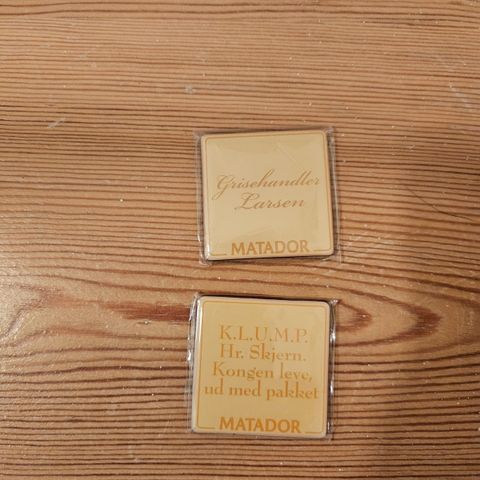 Grisehandler
Larsen
MATADOR
K.L.U.M.P.
Hr. Skjern.
Kongen leve,
ud med pakket
MATADOR